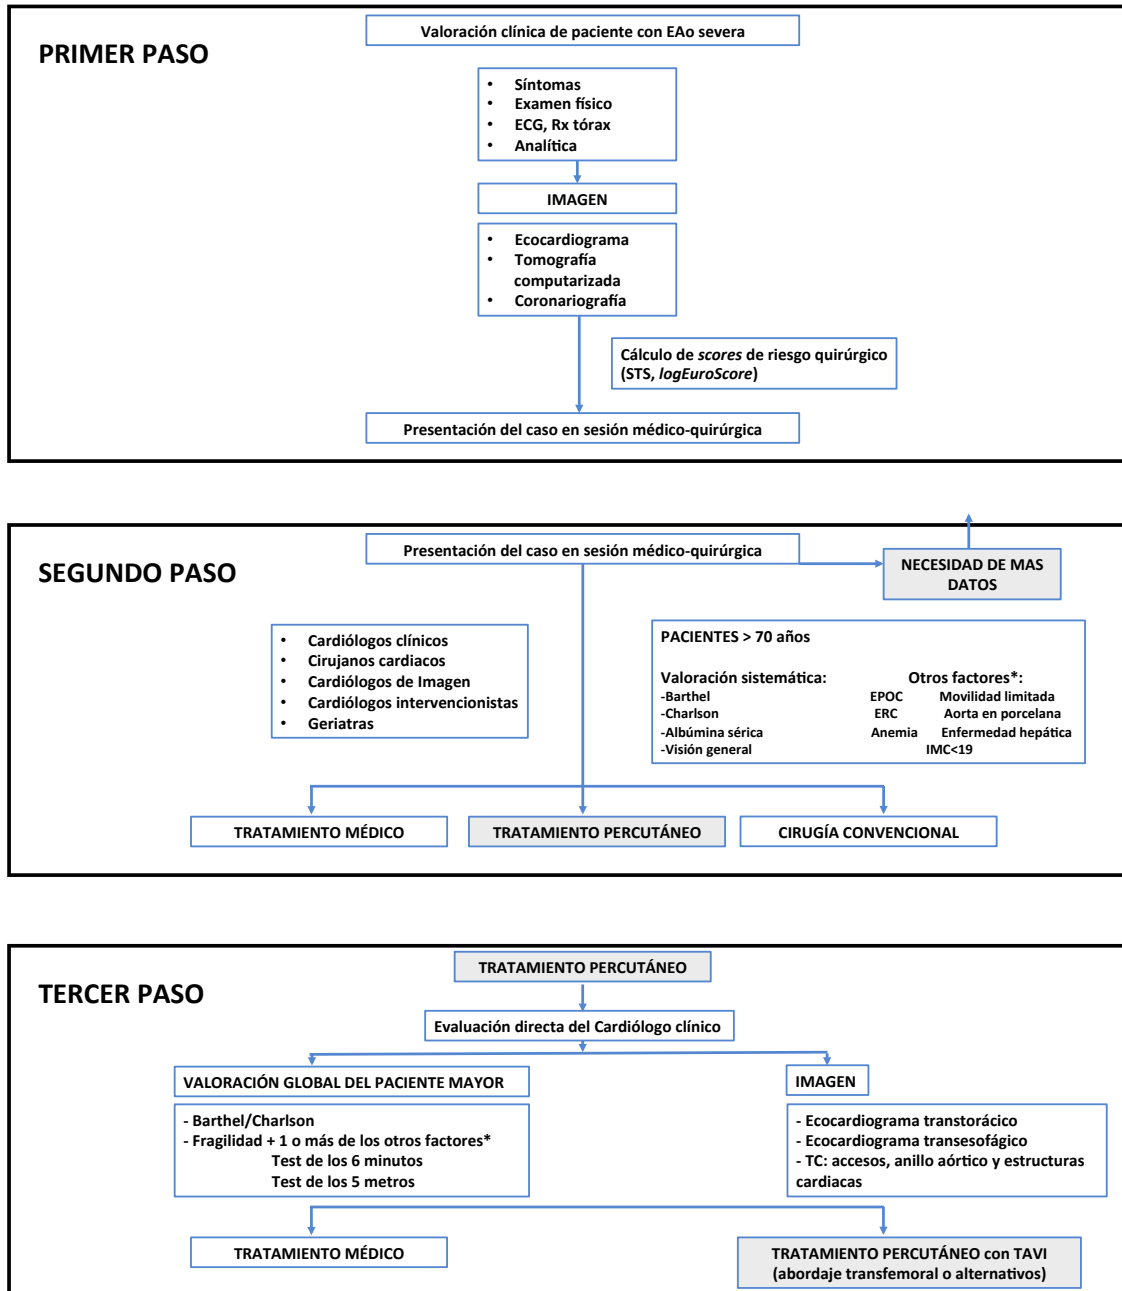 PRIMER PASO
Valoración clínica de paciente con EAo severa
• Síntomas
• Examen físico
• ECG, Rx tórax
• Analítica
IMAGEN
• Ecocardiograma
• Tomografía
computarizada
• Coronariografía
Cálculo de scores de riesgo quirúrgico
(STS, logEuroScore)
Presentación del caso en sesión médico-quirúrgica
SEGUNDO PASO
Presentación del caso en sesión médico-quirúrgica
NECESIDAD DE MAS
DATOS
• Cardiólogos clínicos
• Cirujanos cardiacos
• Cardiólogos de Imagen
• Cardiólogos intervencionistas
• Geriatras
PACIENTES > 70 años
Valoración sistemática: Otros factores*:
-Barthel EPOC Movilidad limitada
-Charlson ERC Aorta en porcelana
-Albúmina sérica Anemia Enfermedad hepática
-Visión general IMC<19
TRATAMIENTO MÉDICO
TRATAMIENTO PERCUTÁNEO
CIRUGÍA CONVENCIONAL
TERCER PASO
TRATAMIENTO PERCUTÁNEO
Evaluación directa del Cardiólogo clínico
VALORACIÓN GLOBAL DEL PACIENTE MAYOR
- Barthel/Charlson
- Fragilidad + 1 o más de los otros factores*
Test de los 6 minutos
Test de los 5 metros
IMAGEN
- Ecocardiograma transtorácico
- Ecocardiograma transesofágico
- TC: accesos, anillo aórtico y estructuras
cardiacas
TRATAMIENTO MÉDICO
TRATAMIENTO PERCUTÁNEO con TAVI
(abordaje transfemoral o alternativos)